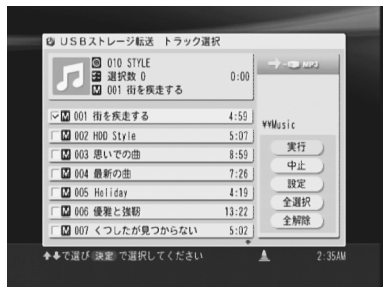 USBストレージ転送 トラック選択
010 STYLE
選択数 0 0:00
M 001 街を疾走する
MP3
M 001 街を疾走する 4:59
M 002 HDD Style 5:07
M 003 思いでの曲 8:59
M 004 最新の曲 7:26
M 005 Holiday 4:19
M 006 優雅と強靭 13:22
M 007 くつしたが見つからない 5:02
¥¥Music
実行
中止
設定
全選択
全解除
で選び 決定 で選択してください 2:35AM